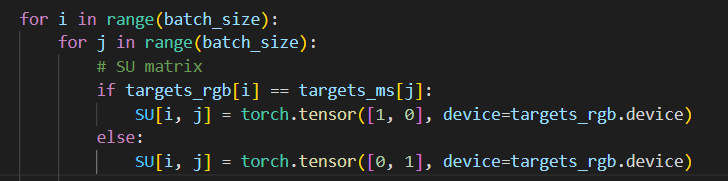 for i in range(batch_size):
    for j in range(batch_size):
        # SU matrix
        if targets_rgb[i] == targets_ms[j]:
            SU[i, j] = torch.tensor([1, 0], device=targets_rgb.device)
        else:
            SU[i, j] = torch.tensor([0, 1], device=targets_rgb.device)